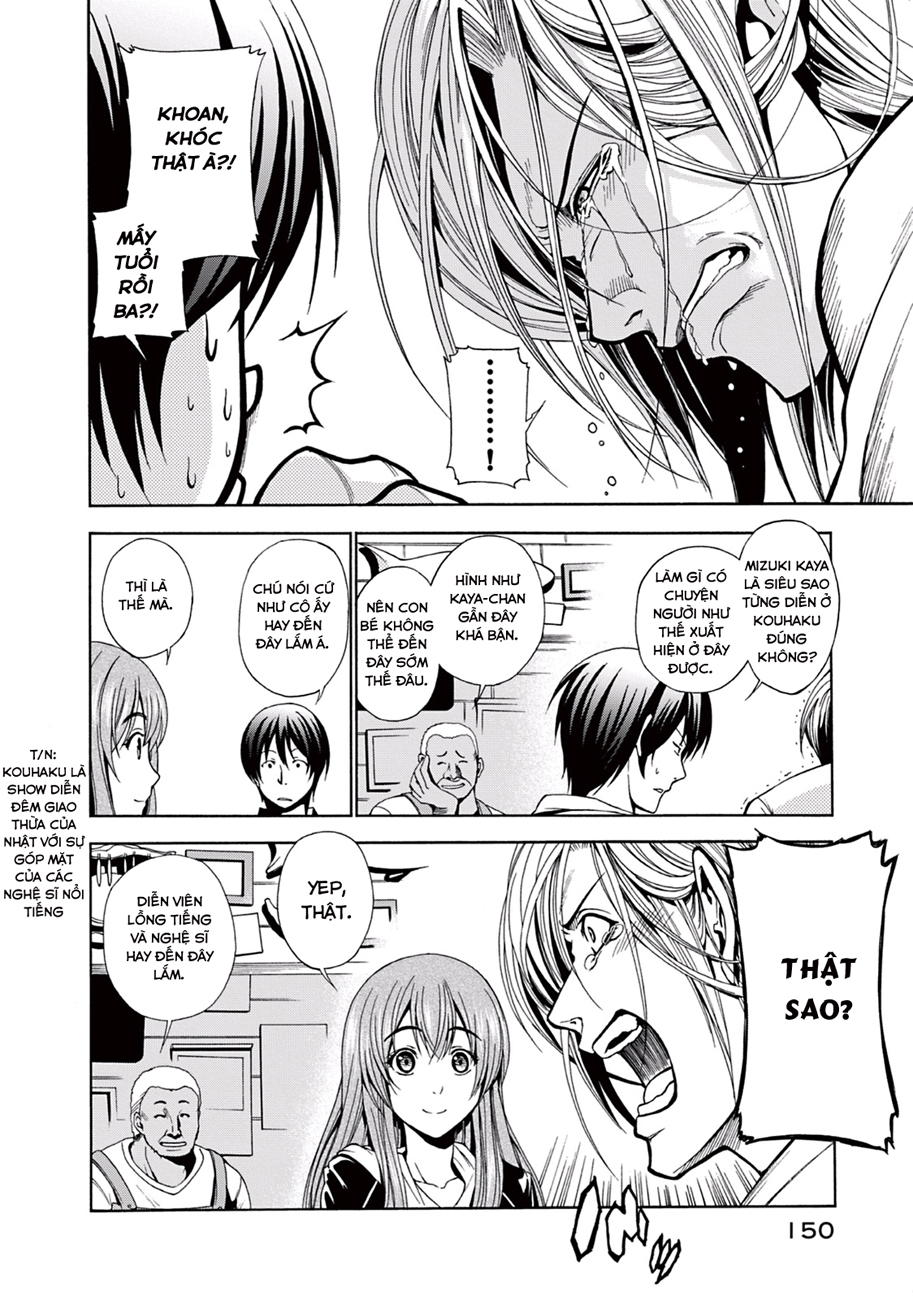 .........!
KHOAN,
KHÓC
THẬT À?!
MẤY
TUỔI
RỒI
BA?!
MIZUKI KAYA
LÀ SIÊU SAO
TỪNG DIỄN Ở
KOUHAKU
ĐÚNG
KHÔNG?
LÀM GÌ CÓ
CHUYỆN
NGƯỜI NHƯ
THẾ XUẤT
HIỆN Ở ĐÂY
ĐƯỢC.
HÌNH NHƯ
KAYA-CHAN
GẦN ĐÂY
KHÁ BẬN.
NÊN CON
BÉ KHÔNG
THỂ ĐẾN
ĐÂY SỚM
THẾ ĐÂU.
CHÚ NÓI CỨ
NHƯ CÔ ẤY
HAY ĐẾN
ĐÂY LẮM Á.
THÌ LÀ
THẾ MÀ.
T/N:
KOUHAKU LÀ
SHOW DIỄN
ĐÊM GIAO
THỪA CỦA
NHẬT VỚI SỰ
GÓP MẶT
CỦA CÁC
NGHỆ SĨ NỔI
TIẾNG
THẬT
SAO?
YEP,
THẬT.
DIỄN VIÊN
LỒNG TIẾNG
VÀ NGHỆ SĨ
HAY ĐẾN ĐÂY
LẮM.
150